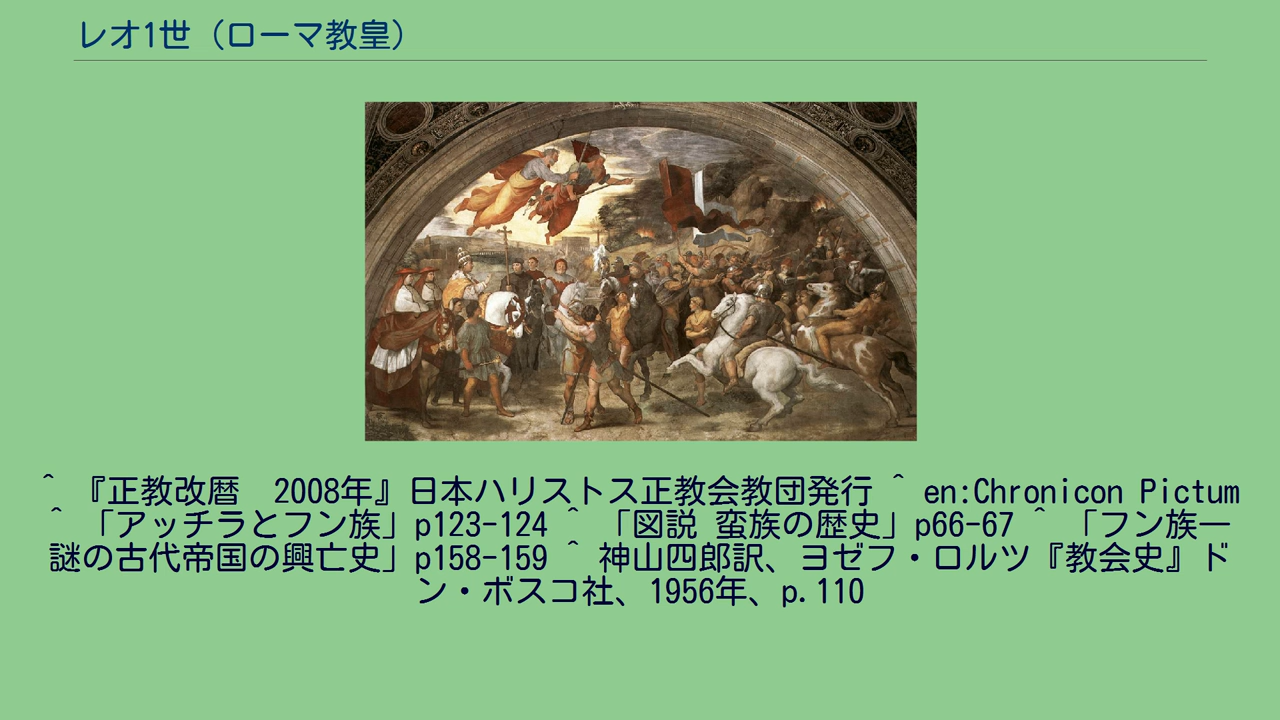 レオ1世（ローマ教皇）
^ 『正教改暦　2008年』日本ハリストス正教会教団発行 ^ en:Chronicon Pictum
^ 「アッチラとフン族」p123-124 ^ 「図説 蛮族の歴史」p66-67 ^ 「フン族―
謎の古代帝国の興亡史」p158-159 ^ 神山四郎訳、ヨゼフ・ロルツ『教会史』ド
ン・ボスコ社、1956年、p.110